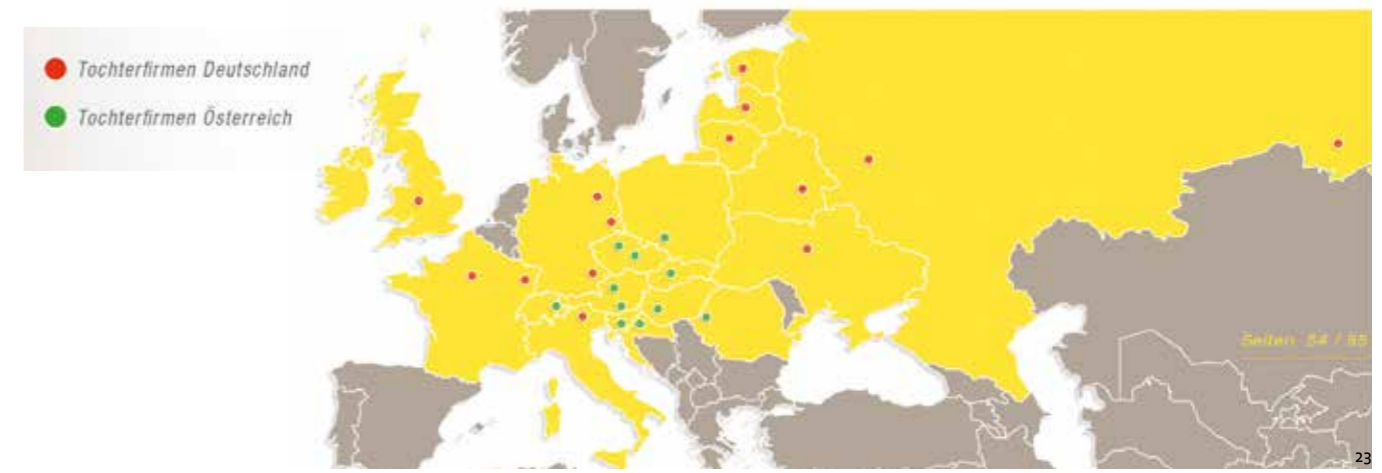 Tochterfirmen Deutschland
Tochterfirmen Österreich
Seiten 54 / 55
23